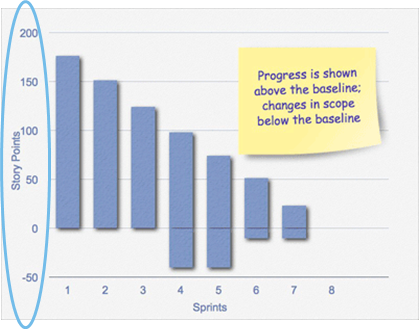 200
150
100
50
0
-50
Story Points
Progress is shown
above the baseline;
changes in scope
below the baseline
1 2 3 4 5 6 7 8
Sprints